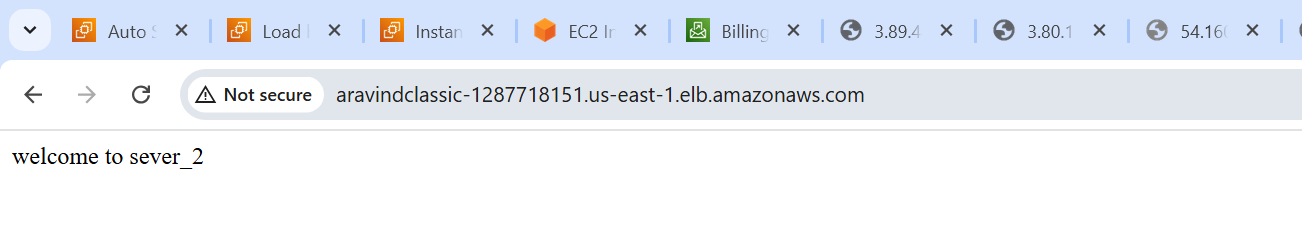 Auto Load Instan EC2 In Billing 3.89.4 3.80.1 54.160
Not secure aravindclassic-1287718151.us-east-1.elb.amazonaws.com
welcome to sever_2